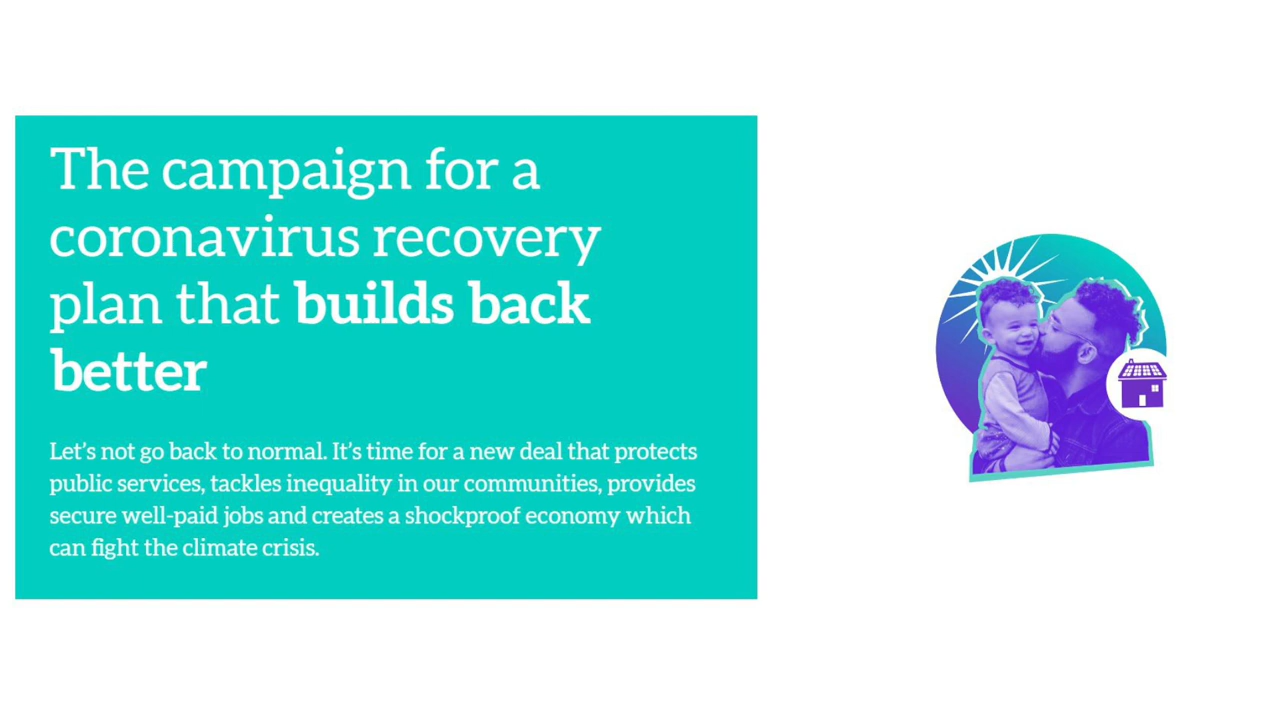 The campaign for a
coronavirus recovery
plan that builds back
better
Let’s not go back to normal. It’s time for a new deal that protects
public services, tackles inequality in our communities, provides
secure well-paid jobs and creates a shockproof economy which
can fight the climate crisis.